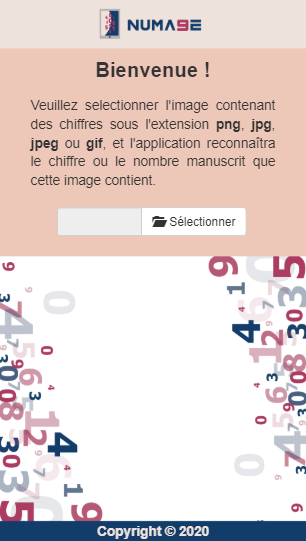 NUMAGE
Bienvenue !
Veuillez selectionner l'image contenant
des chiffres sous l'extension png, jpg,
jpeg ou gif, et l'application reconnaîtra
le chiffre ou le nombre manuscrit que
cette image contient.
Sélectionner
Copyright © 2020